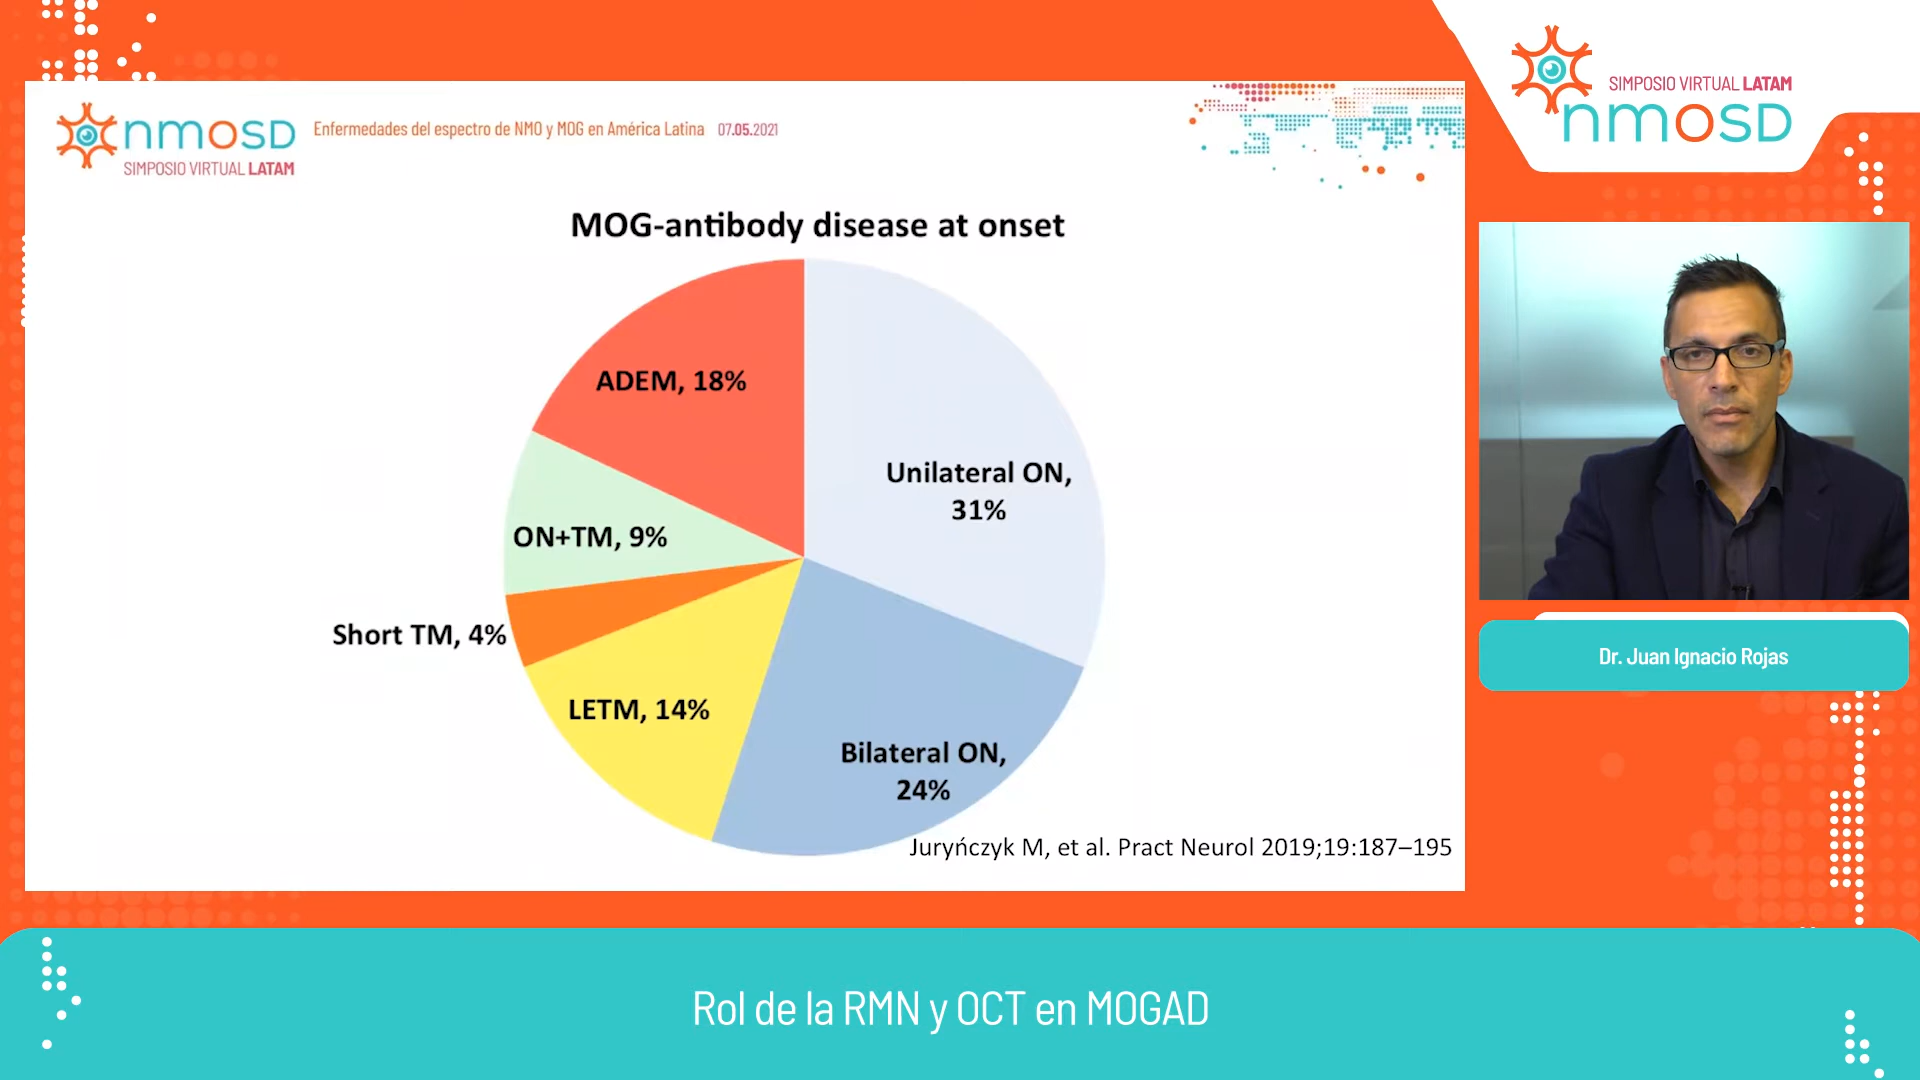 SIMPOSIO VIRTUAL LATAM
nmosd
nmosd
SIMPOSIO VIRTUAL LATAM
Enfermedades del espectro de NMO y MOG en América Latina 07.05.2021
MOG-antibody disease at onset
ADEM, 18%
Unilateral ON,
31%
ON+TM, 9%
Short TM, 4%
LETM, 14%
Bilateral ON,
24%
Juryńczyk M, et al. Pract Neurol 2019;19:187–195
Dr. Juan Ignacio Rojas
Rol de la RMN y OCT en MOGAD